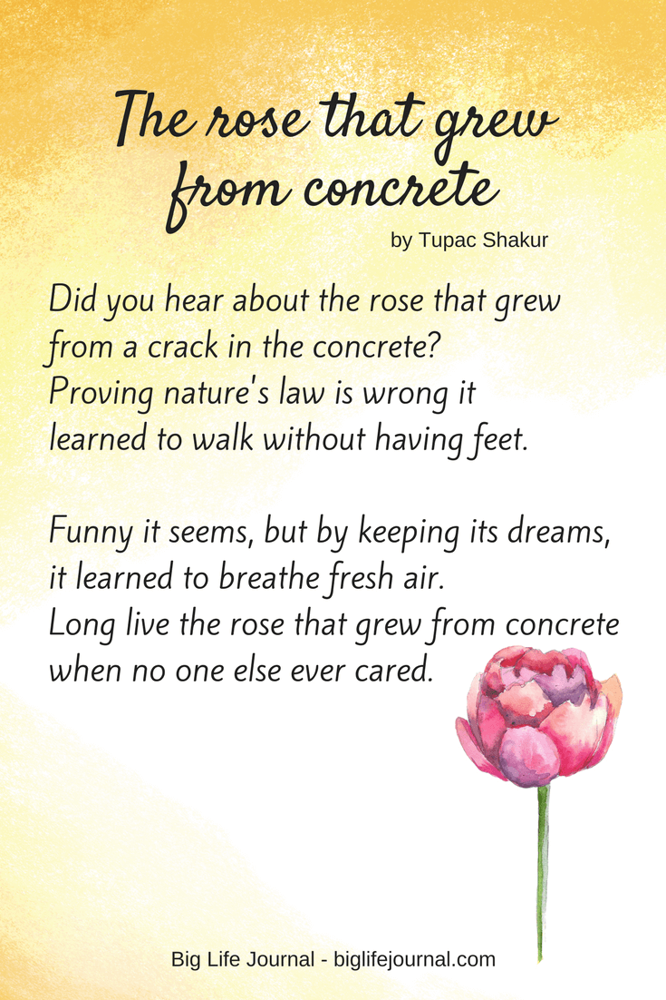 The rose that grew
from concrete
by Tupac Shakur
Did you hear about the rose that grew
from a crack in the concrete?
Proving nature's law is wrong it
learned to walk without having feet.
Funny it seems, but by keeping its dreams,
it learned to breathe fresh air.
Long live the rose that grew from concrete
when no one else ever cared.
Big Life Journal - biglifejournal.com